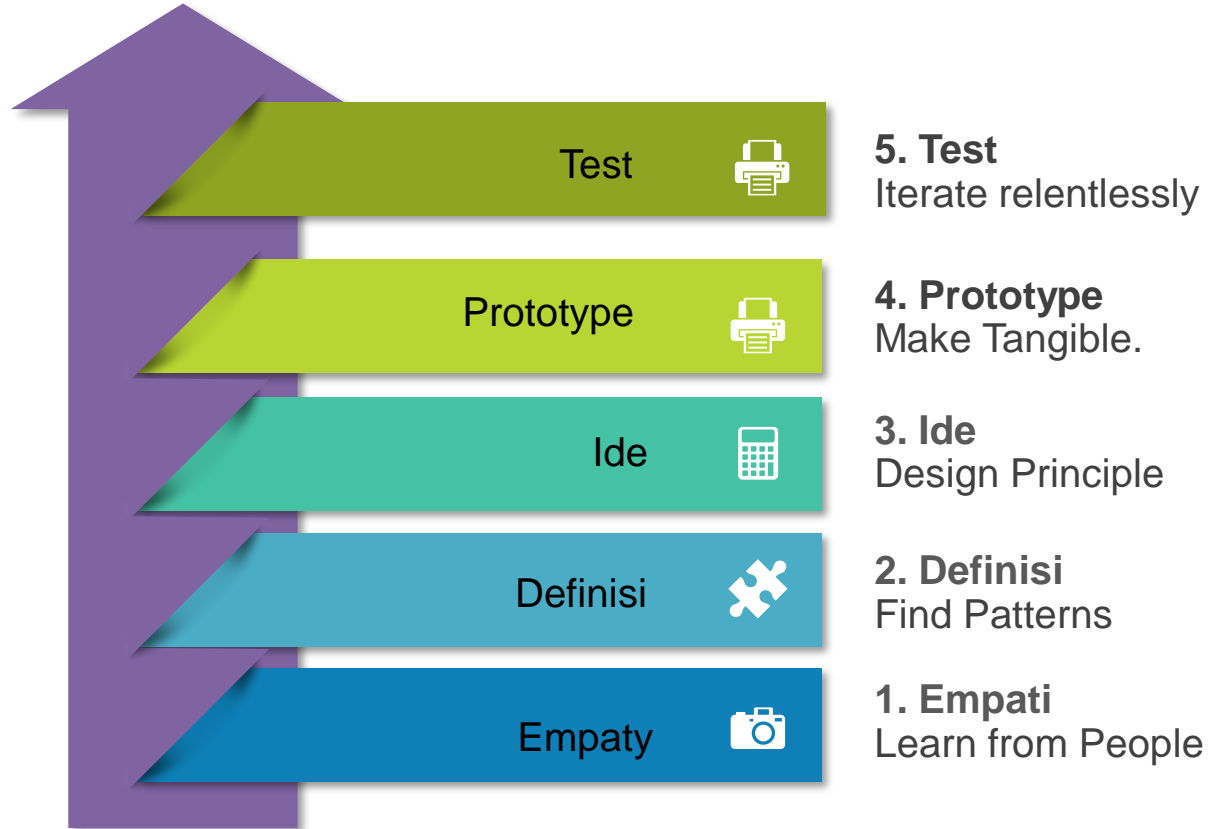 Test
5. Test
Iterate relentlessly
Prototype
4. Prototype
Make Tangible.
Ide
3. Ide
Design Principle
Definisi
2. Definisi
Find Patterns
Empaty
1. Empati
Learn from People